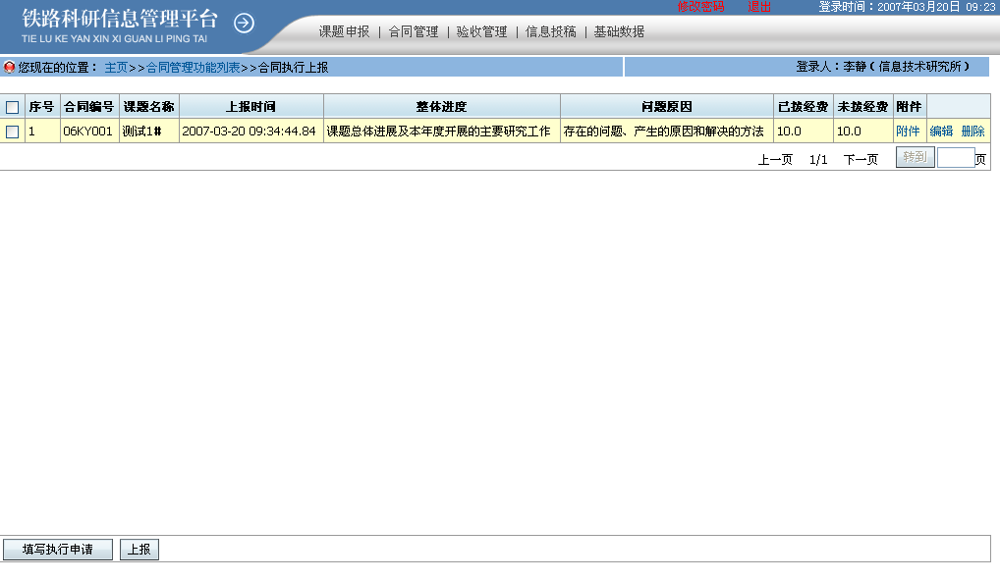 修改密码 退出 登录时间：2007年03月20日 09:23
铁路科研信息管理平台
TIE LU KE YAN XIN XI GUAN LI PING TAI
课题申报 | 合同管理 | 验收管理 | 信息投稿 | 基础数据
您现在的位置： 主页>>合同管理功能列表>>合同执行上报 登录人：李静（信息技术研究所）
序号 合同编号 课题名称 上报时间 整体进度 问题原因 已拨经费 未拨经费 附件
1 06KY001 测试1# 2007-03-20 09:34:44.84 课题总体进展及本年度开展的主要研究工作 存在的问题、产生的原因和解决的方法 10.0 10.0 附件 编辑 删除
上一页 1/1 下一页 转到 页
填写执行申请 上报